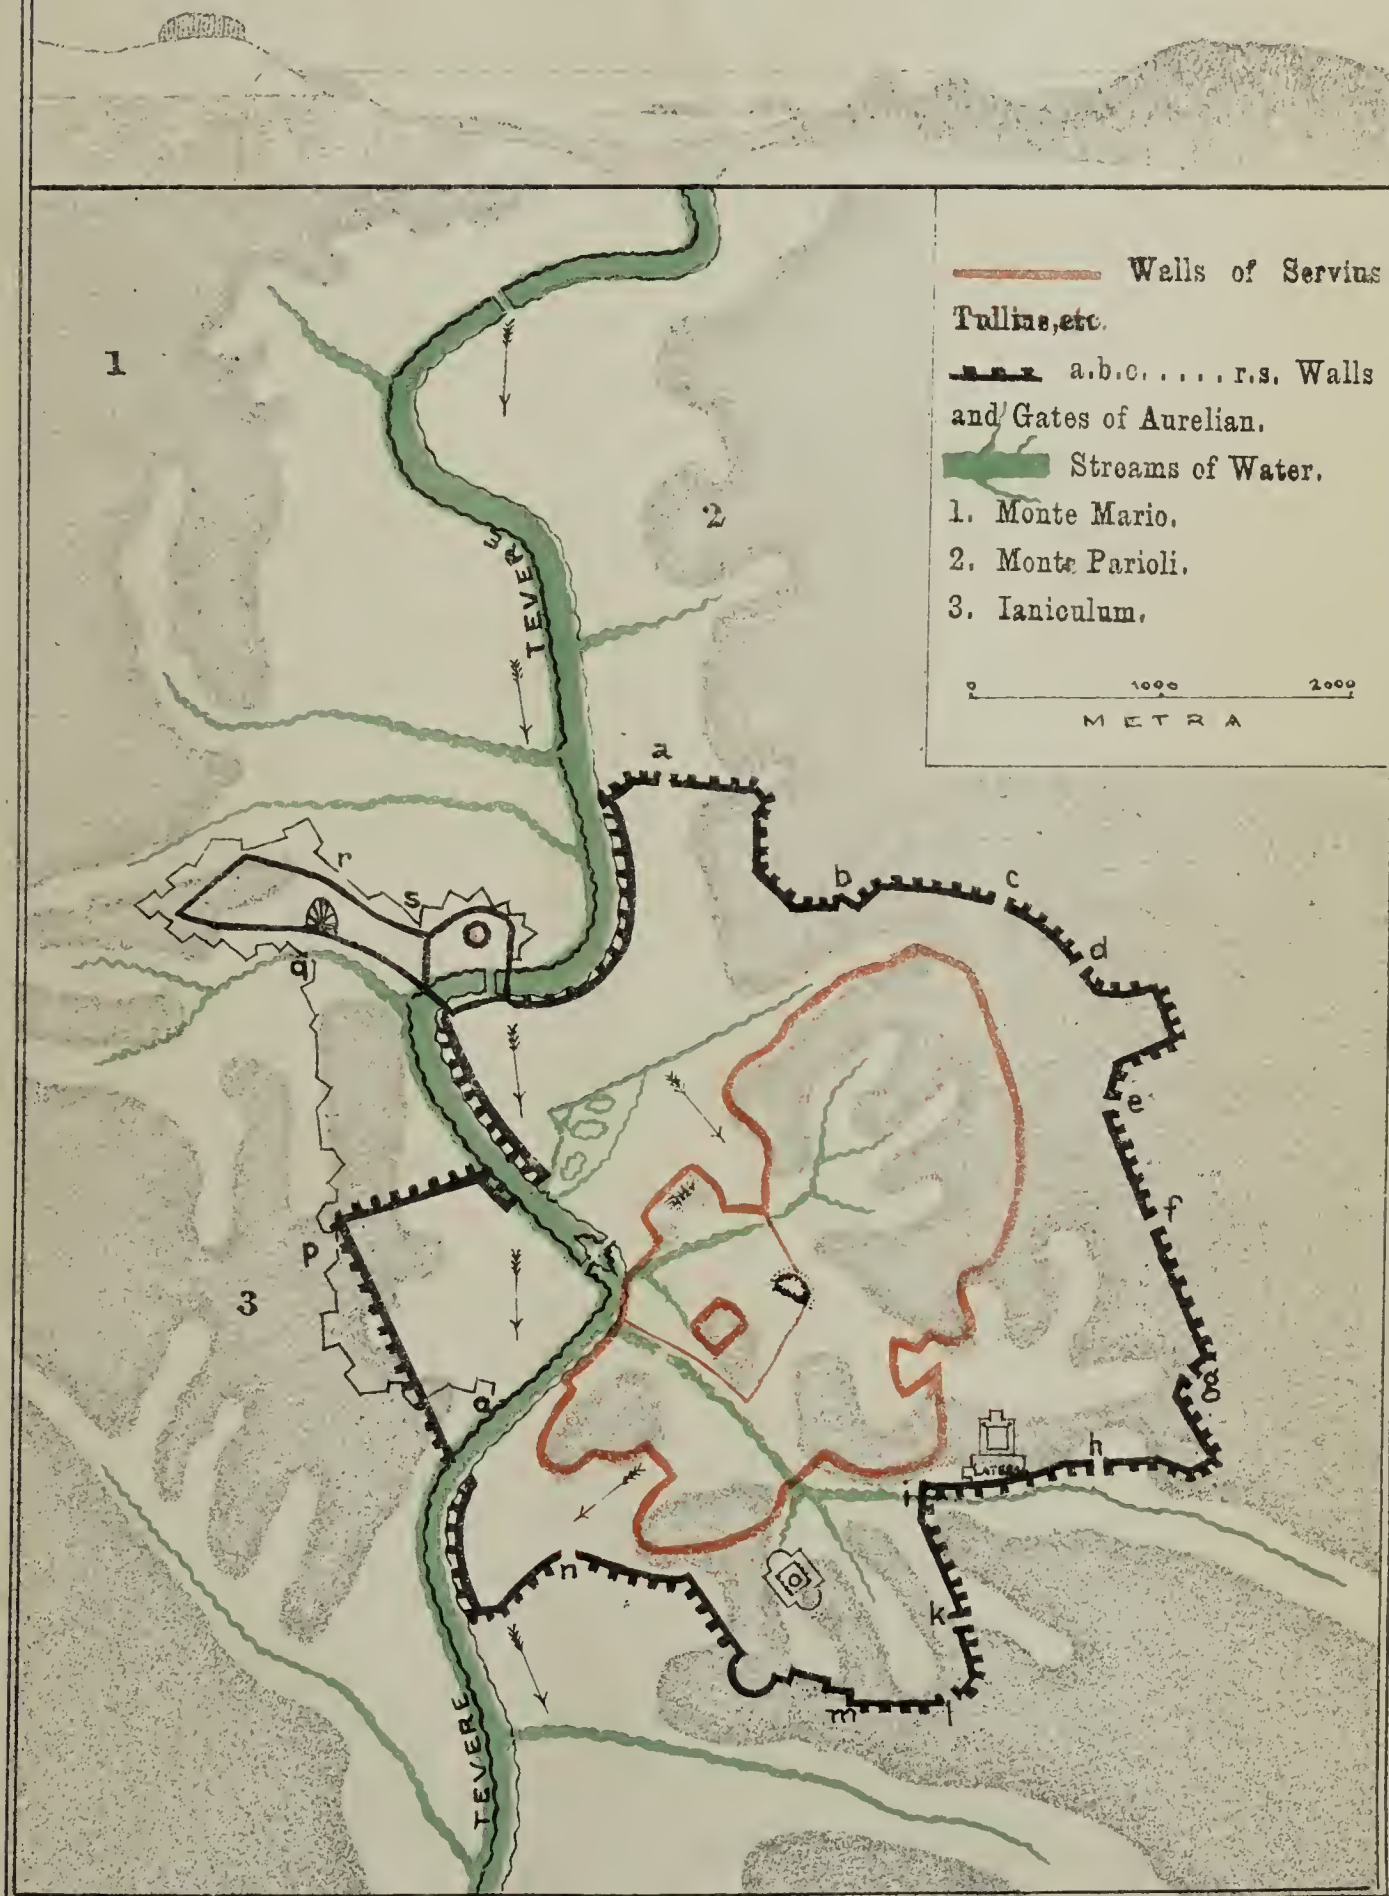 Walls of Servius
Tullius, etc.
a.b.c. . . . . r.s. Walls
and Gates of Aurelian.
Streams of Water.
1. Monte Mario.
2. Monte Parioli.
3. Ianiculum.
0 1000 2000
METRA
1
2
TEVERE
a
b
c
r
s
d
q
e
f
p
3
g
o
h
LATERA
i
n
k
m
l
TEVERE